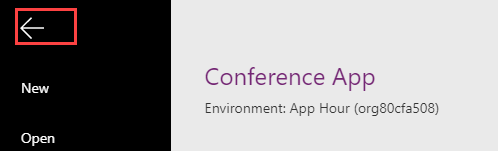 New
Conference App
Environment: App Hour (org80cfa508)
Open